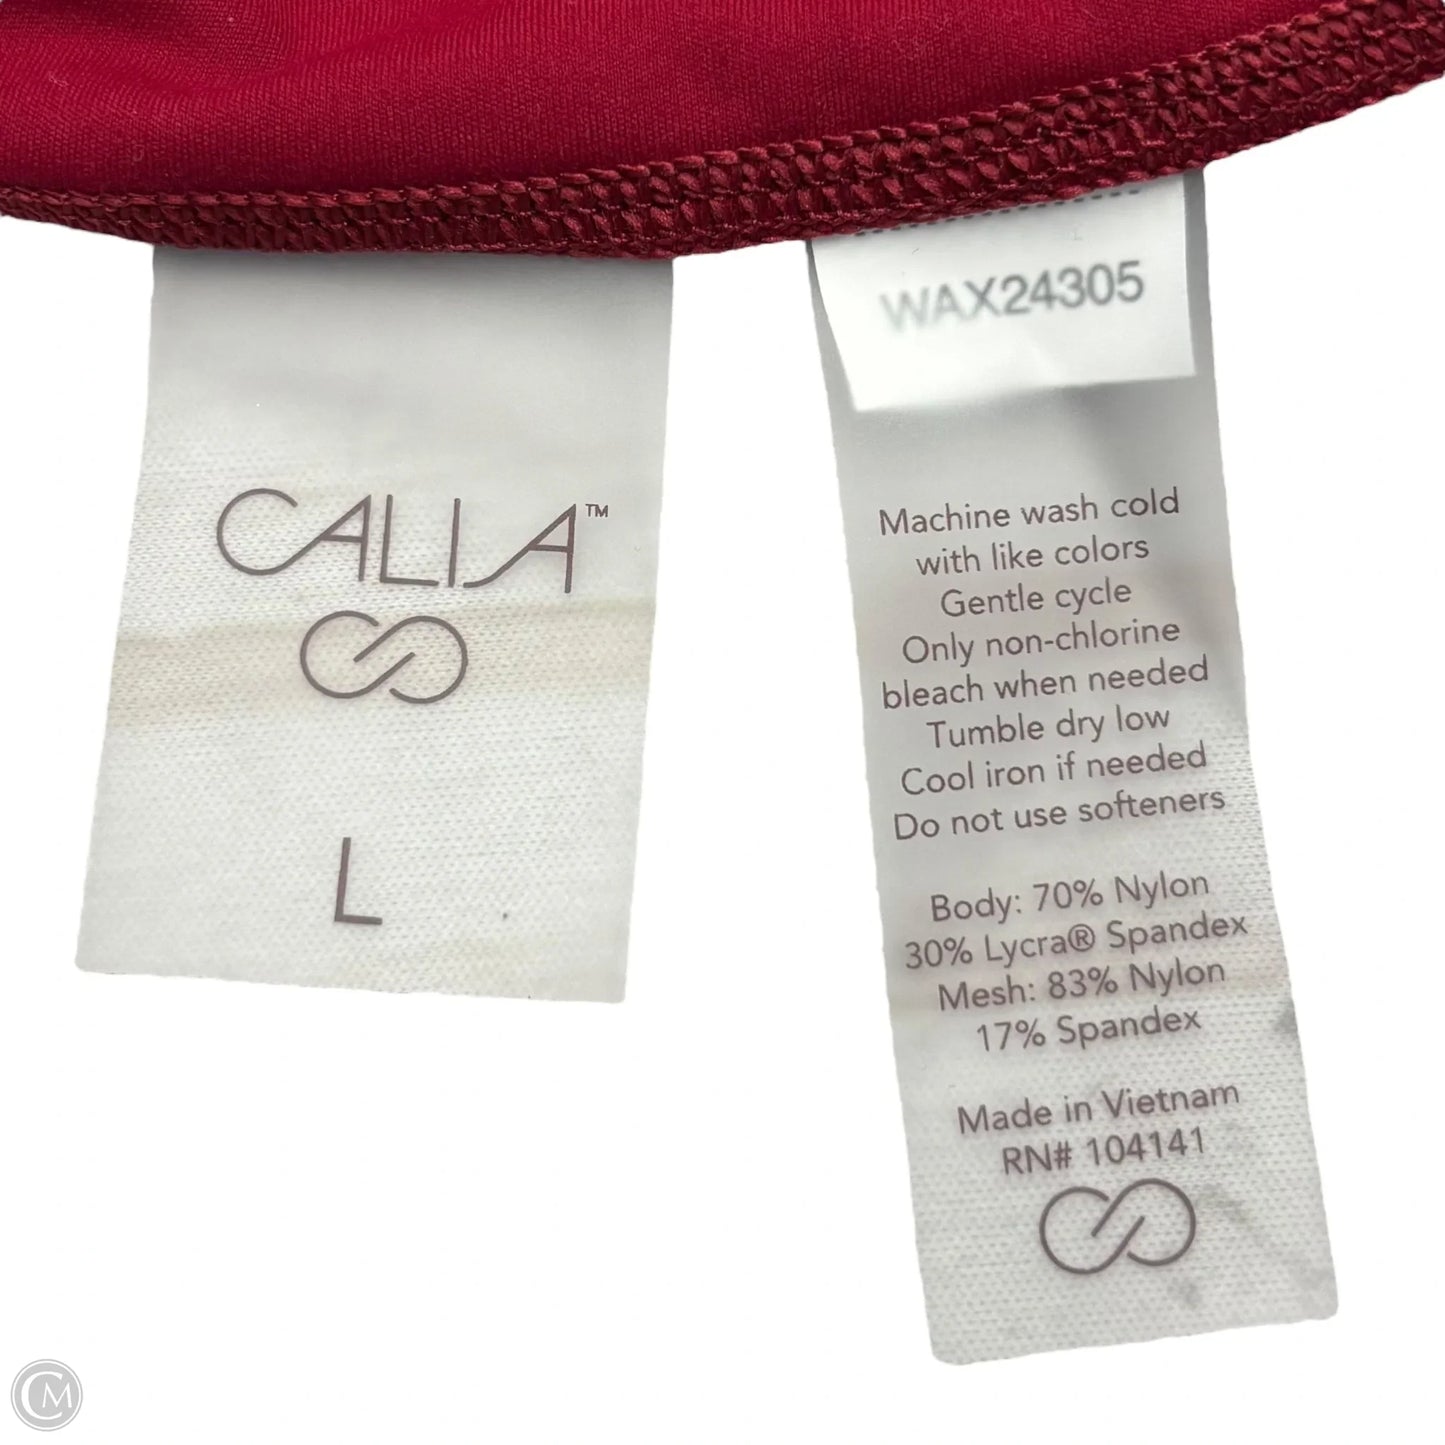 CALIA™
L
WAX24305
Machine wash cold
with like colors
Gentle cycle
Only non-chlorine
bleach when needed
Tumble dry low
Cool iron if needed
Do not use softeners
Body: 70% Nylon
30% Lycra® Spandex
Mesh: 83% Nylon
17% Spandex
Made in Vietnam
RN# 104141
CM